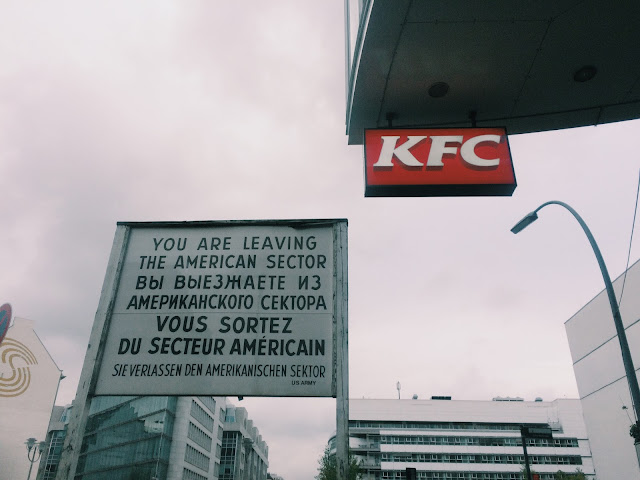 KFC
YOU ARE LEAVING
THE AMERICAN SECTOR
ВЫ ВЫЕЗЖАЕТЕ ИЗ
АМЕРИКАНСКОГО СЕКТОРА
VOUS SORTEZ
DU SECTEUR AMÉRICAIN
SIE VERLASSEN DEN AMERIKANISCHEN SEKTOR
US ARMY